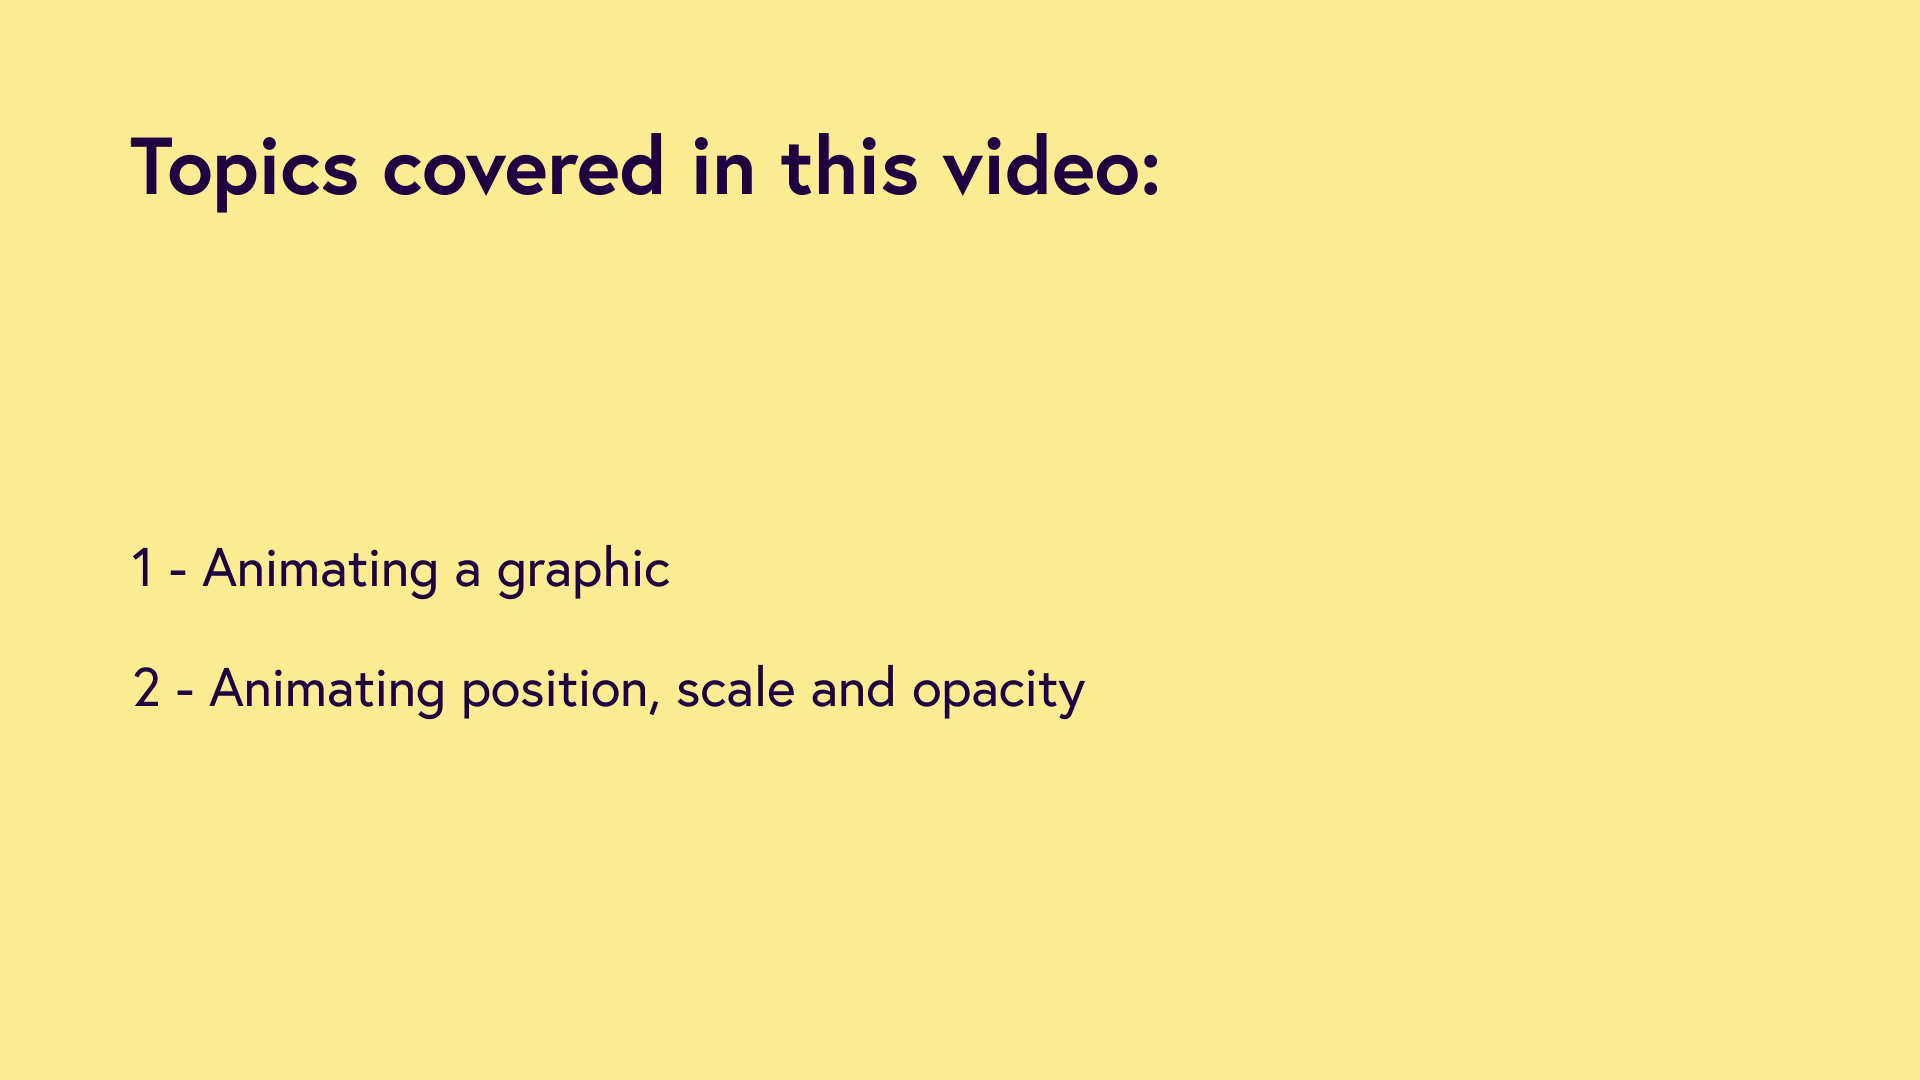 Topics covered in this video:
1 - Animating a graphic
2 - Animating position, scale and opacity